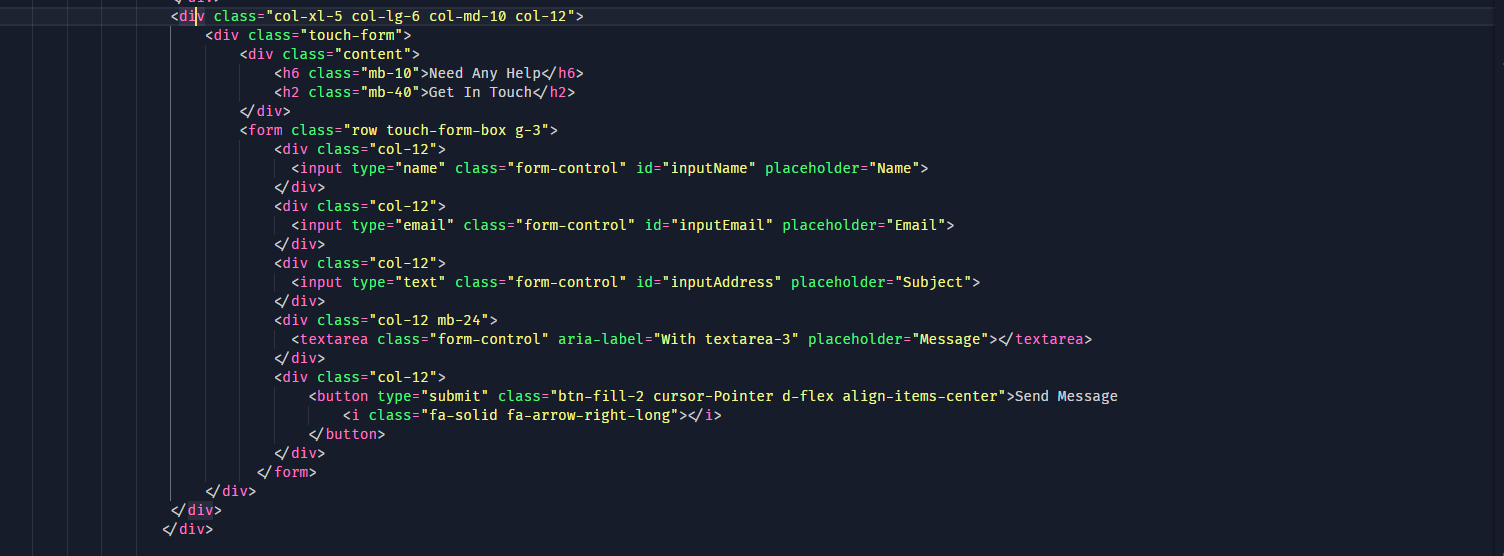 </div>
<div class="col-xl-5 col-lg-6 col-md-10 col-12">
<div class="touch-form">
<div class="content">
<h6 class="mb-10">Need Any Help</h6>
<h2 class="mb-40">Get In Touch</h2>
</div>
<form class="row touch-form-box g-3">
<div class="col-12">
<input type="name" class="form-control" id="inputName" placeholder="Name">
</div>
<div class="col-12">
<input type="email" class="form-control" id="inputEmail" placeholder="Email">
</div>
<div class="col-12">
<input type="text" class="form-control" id="inputAddress" placeholder="Subject">
</div>
<div class="col-12 mb-24">
<textarea class="form-control" aria-label="With textarea-3" placeholder="Message"></textarea>
</div>
<div class="col-12">
<button type="submit" class="btn-fill-2 cursor-Pointer d-flex align-items-center">Send Message
<i class="fa-solid fa-arrow-right-long"></i>
</button>
</div>
</form>
</div>
</div>
</div>